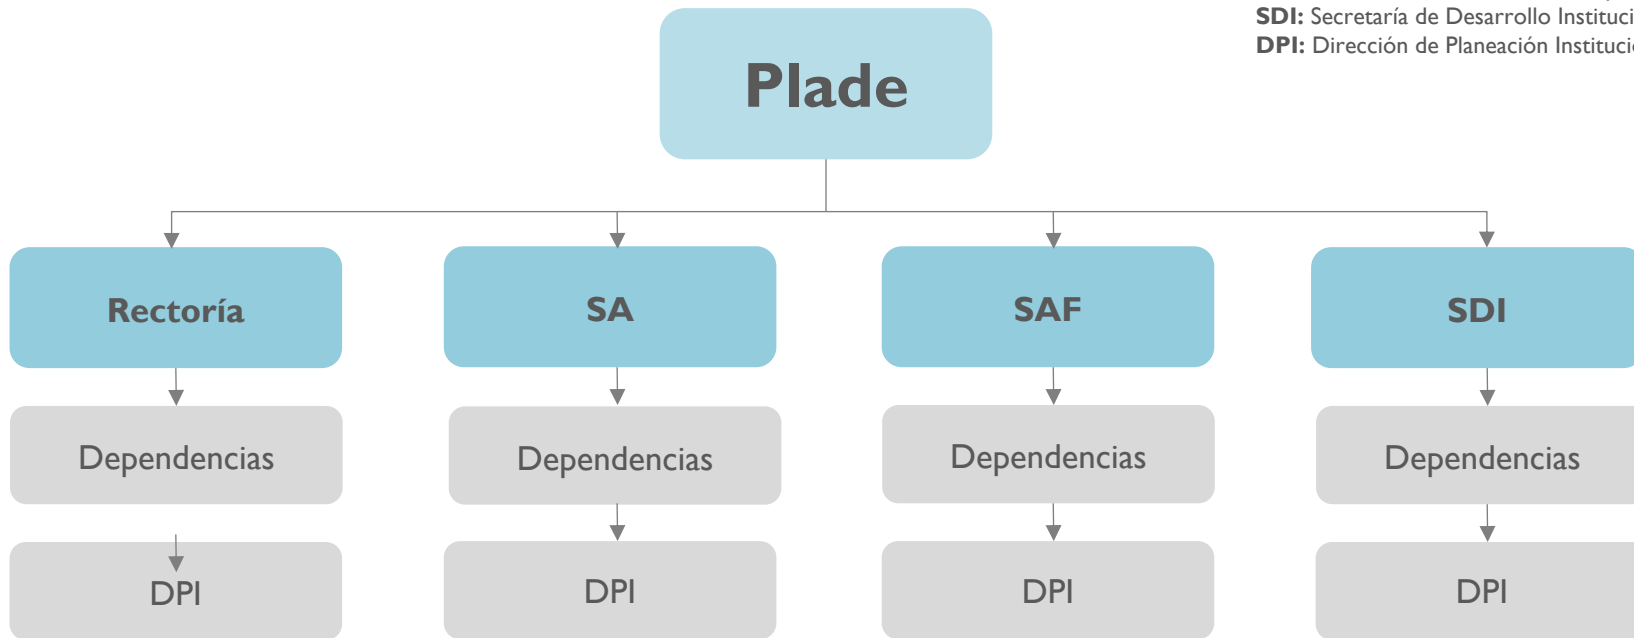 SDI: Secretaría de Desarrollo
DPI: Dirección de Planeación
Plade
Rectoría
SA
SAF
SDI
Dependencias
Dependencias
Dependencias
Dependencias
DPI
DPI
DPI
DPI